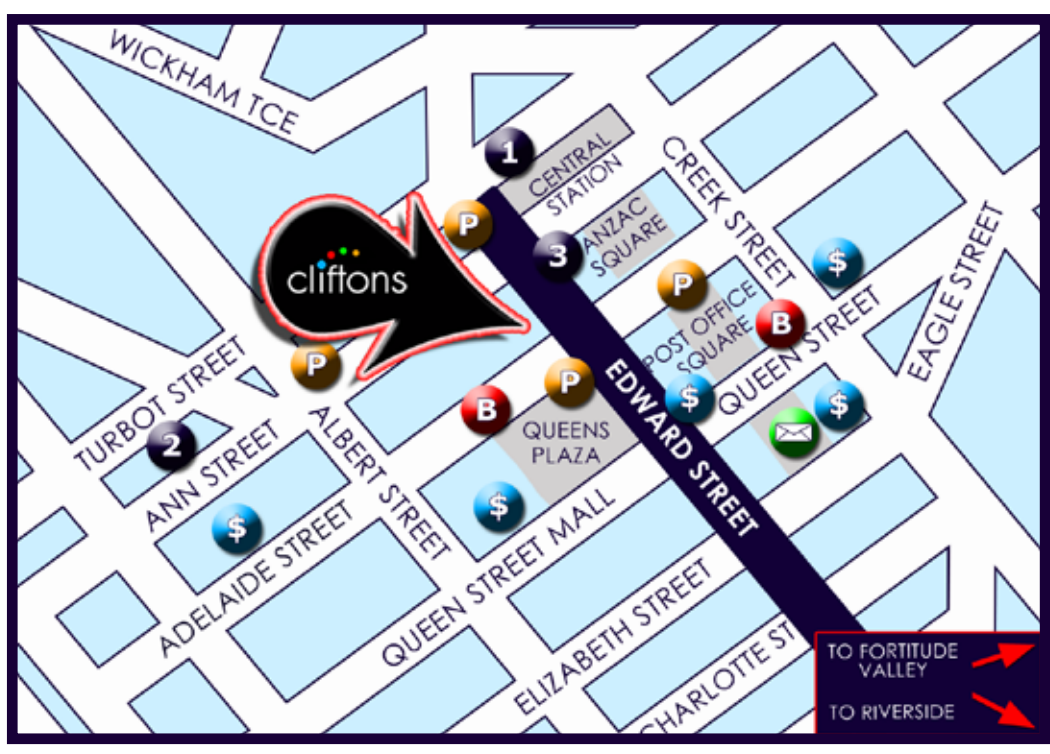 WICKHAM TCE
1
CENTRAL
STATION
CREEK STREET
P
ANZAC
SQUARE
3
$
EAGLE STREET
cliftons
P
POST OFFICE
SQUARE
B
QUEEN STREET
TURBOT STREET
P
P
B
EDWARD STREET
$
$
2
ANN STREET
ALBERT STREET
QUEENS
PLAZA
$
$
ADELAIDE STREET
QUEEN STREET MALL
ELIZABETH STREET
CHARLOTTE ST
TO FORTITUDE
VALLEY
TO RIVERSIDE